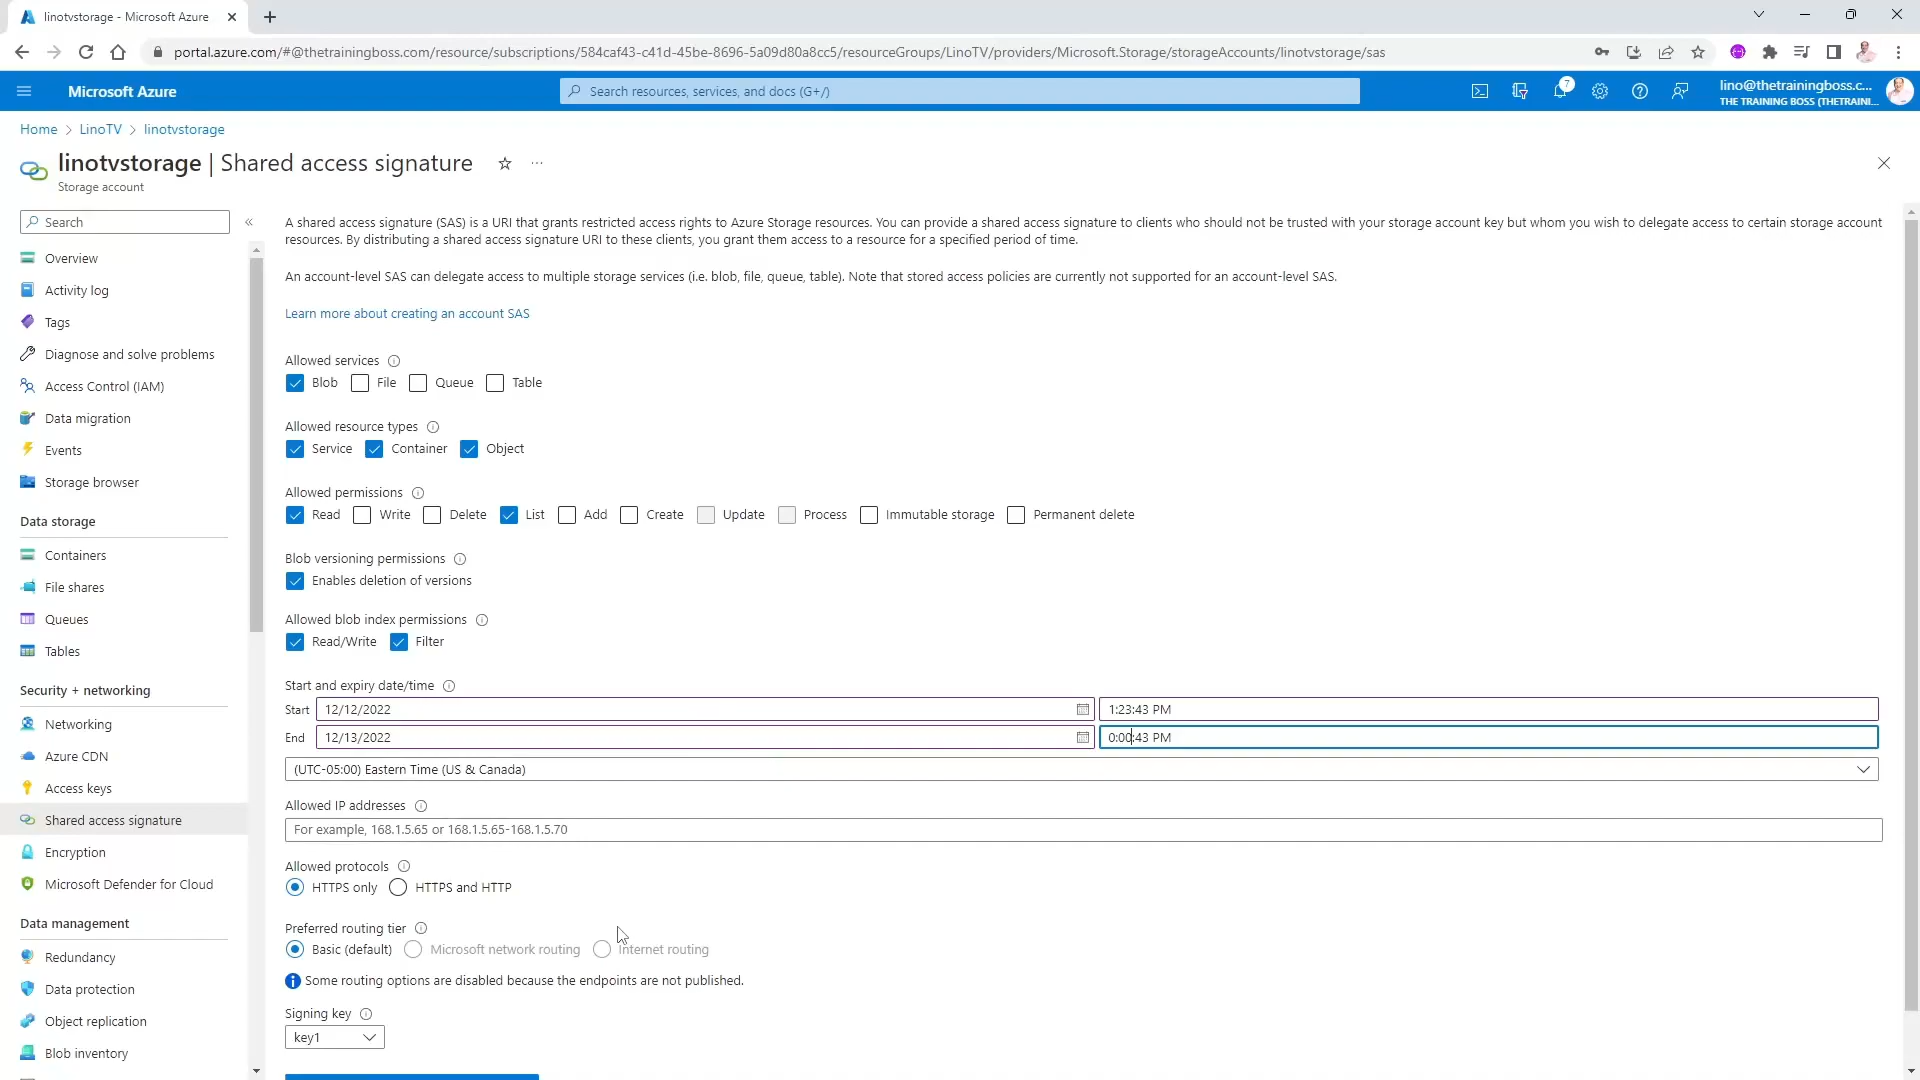 linotvstorage - Microsoft Azure
portal.azure.com/#@thetrainingboss.com/resource/subscriptions/584caf43-c41d-45be-8696-5a09d80a8cc5/resourceGroups/LinoTV/providers/Microsoft.Storage/storageAccounts/linotvstorage/sas
Microsoft Azure
Search resources, services, and docs (G+/)
7
lino@thetrainingboss.c...
THE TRAINING BOSS (THETRAINI...
Home > LinoTV > linotvstorage
linotvstorage | Shared access signature
Storage account
Search
Overview
Activity log
Tags
Diagnose and solve problems
Access Control (IAM)
Data migration
Events
Storage browser
Data storage
Containers
File shares
Queues
Tables
Security + networking
Networking
Azure CDN
Access keys
Shared access signature
Encryption
Microsoft Defender for Cloud
Data management
Redundancy
Data protection
Object replication
Blob inventory
A shared access signature (SAS) is a URI that grants restricted access rights to Azure Storage resources. You can provide a shared access signature to clients who should not be trusted with your storage account key but whom you wish to delegate access to certain storage account
resources. By distributing a shared access signature URI to these clients, you grant them access to a resource for a specified period of time.
An account-level SAS can delegate access to multiple storage services (i.e. blob, file, queue, table). Note that stored access policies are currently not supported for an account-level SAS.
Learn more about creating an account SAS
Allowed services
Blob File Queue Table
Allowed resource types
Service Container Object
Allowed permissions
Read Write Delete List Add Create Update Process Immutable storage Permanent delete
Blob versioning permissions
Enables deletion of versions
Allowed blob index permissions
Read/Write Filter
Start and expiry date/time
Start 12/12/2022 1:23:43 PM
End 12/13/2022 0:00:43 PM
(UTC-05:00) Eastern Time (US & Canada)
Allowed IP addresses
For example, 168.1.5.65 or 168.1.5.65-168.1.5.70
Allowed protocols
HTTPS only HTTPS and HTTP
Preferred routing tier
Basic (default) Microsoft network routing Internet routing
Some routing options are disabled because the endpoints are not published.
Signing key
key1